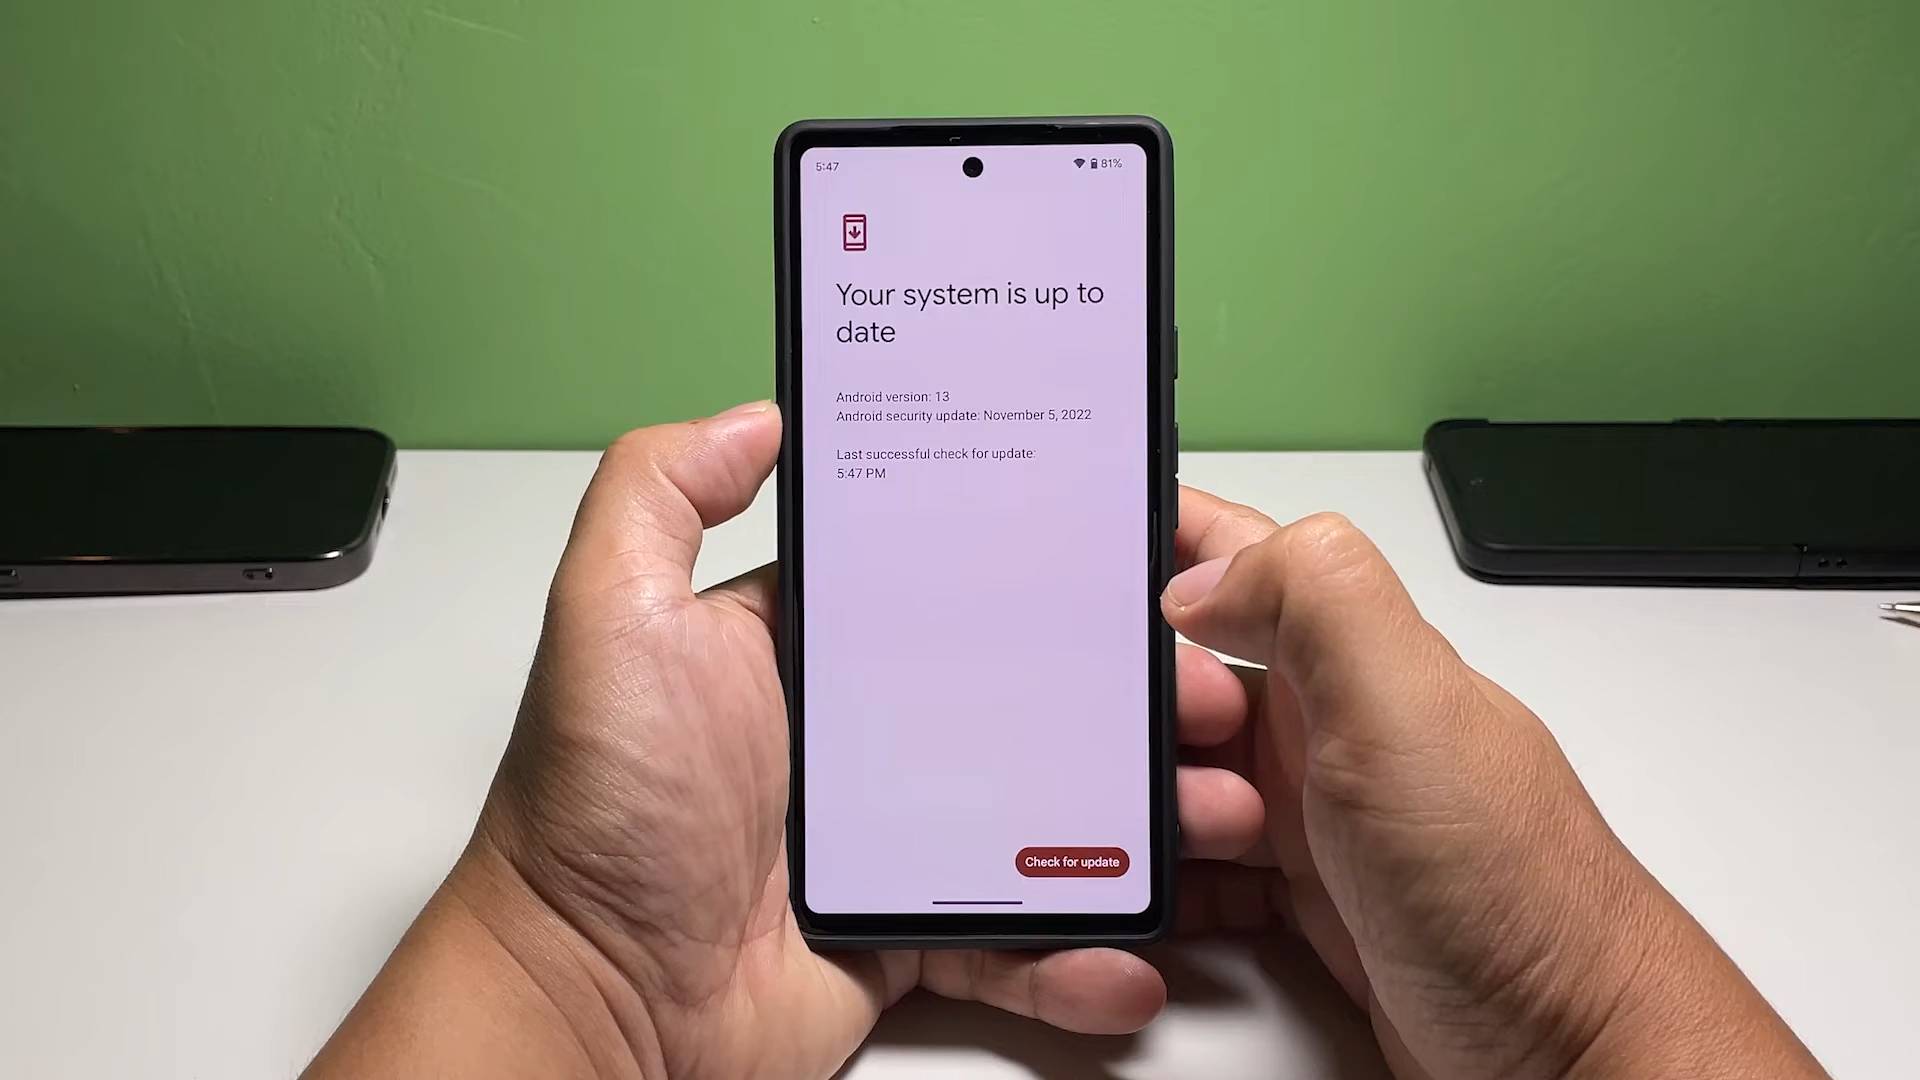 5:47
81%
Your system is up to
date
Android version: 13
Android security update: November 5, 2022
Last successful check for update:
5:47 PM
Check for update